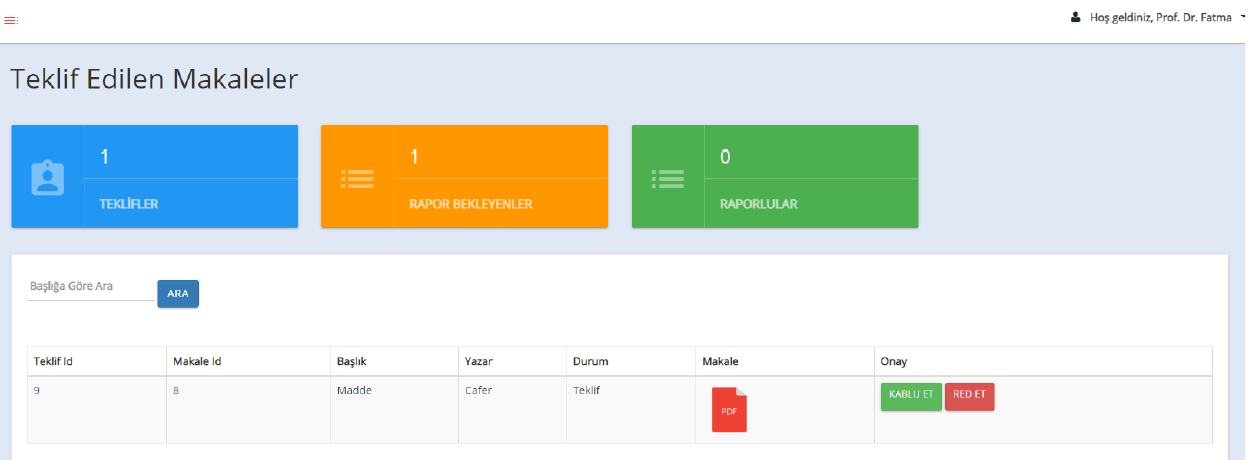 Hoş geldiniz, Prof. Dr. Fatma
Teklif Edilen Makaleler
1
TEKLİFLER
1
RAPOR BEKLEYENLER
0
RAPORLULAR
Başlığa Göre Ara
ARA
Teklif Id Makale Id Başlık Yazar Durum Makale Onay
9 8 Madde Cafer Teklif PDF KABLU ET RED ET